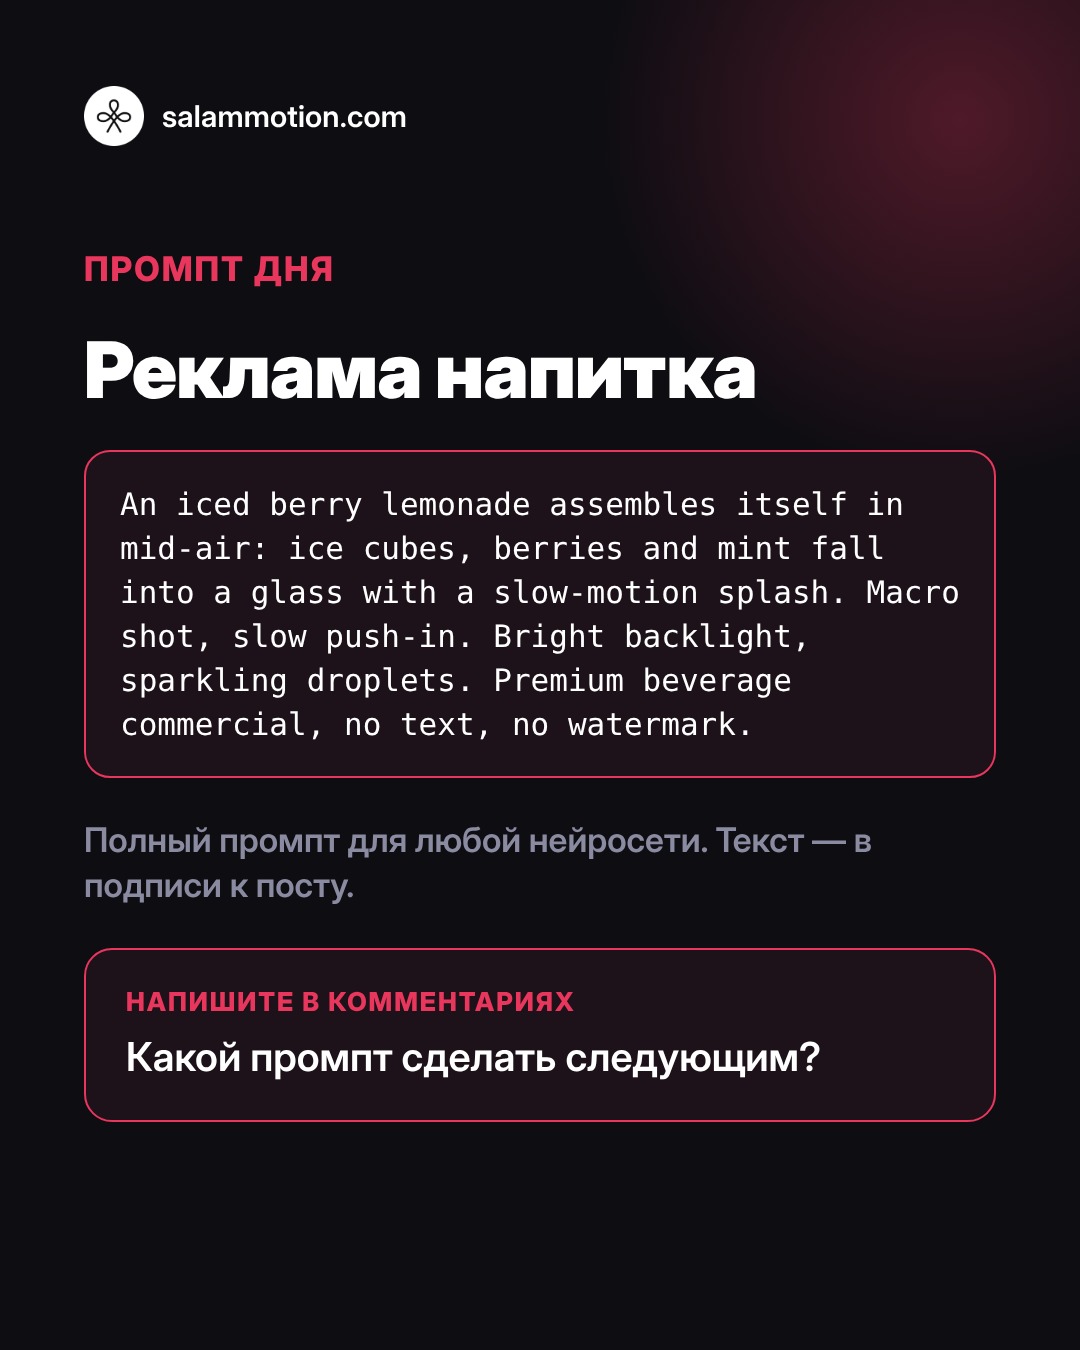 salammotion.com
ПРОМПТ ДНЯ
Реклама напитка
An iced berry lemonade assembles itself in
mid-air: ice cubes, berries and mint fall
into a glass with a slow-motion splash. Macro
shot, slow push-in. Bright backlight,
sparkling droplets. Premium beverage
commercial, no text, no watermark.
Полный промпт для любой нейросети. Текст — в
подписи к посту.
НАПИШИТЕ В КОММЕНТАРИЯХ
Какой промпт сделать следующим?